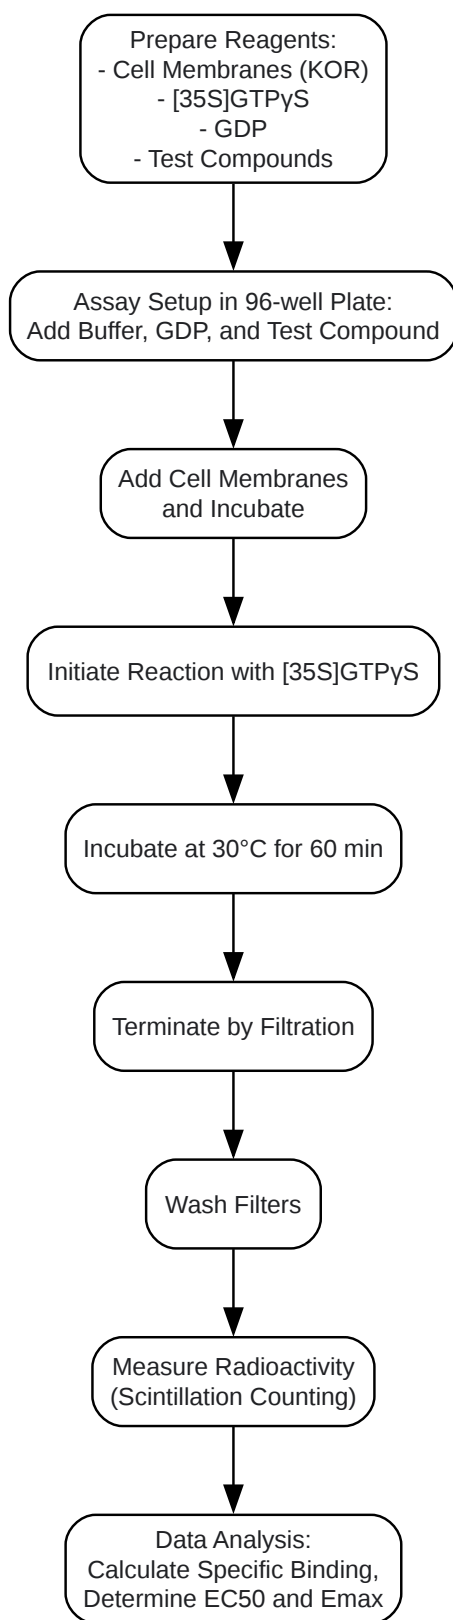 Prepare Reagents:
- Cell Membranes (KOR)
- [35S]GTPγS
- GDP
- Test Compounds
Assay Setup in 96-well Plate:
Add Buffer, GDP, and Test Compound
Add Cell Membranes
and Incubate
Initiate Reaction with [35S]GTPγS
Incubate at 30°C for 60 min
Terminate by Filtration
Wash Filters
Measure Radioactivity
(Scintillation Counting)
Data Analysis:
Calculate Specific Binding,
Determine EC50 and Emax